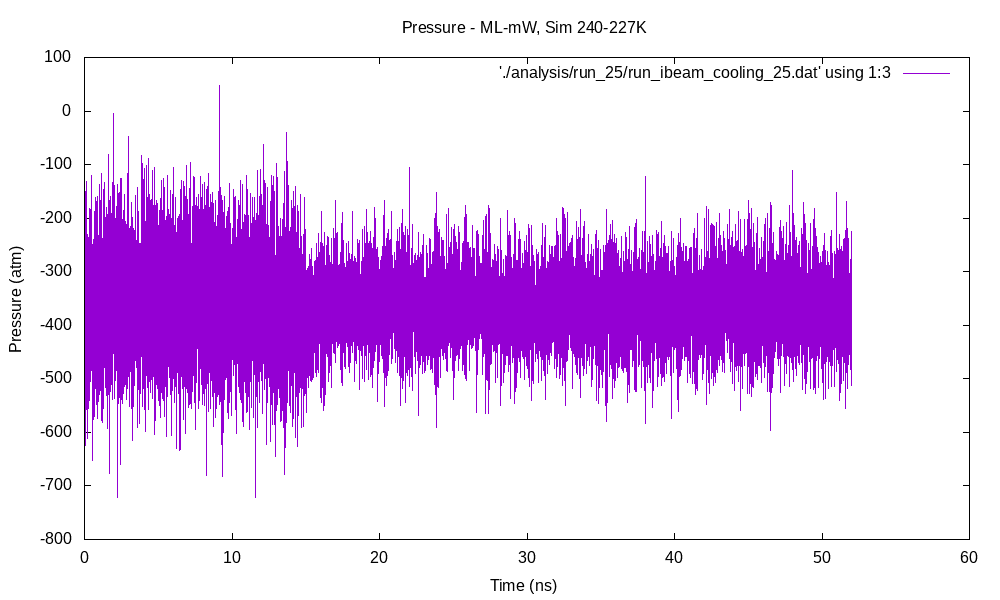 Pressure - ML-mW, Sim 240-227K
'./analysis/run_25/run_ibeam_cooling_25.dat' using 1:3
100
0
-100
-200
-300
-400
-500
-600
-700
-800
Pressure (atm)
0 10 20 30 40 50 60
Time (ns)